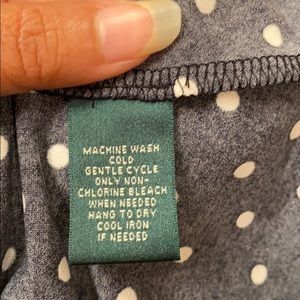 MACHINE WASH
COLD
GENTLE CYCLE
ONLY NON-
CHLORINE BLEACH
WHEN NEEDED
HANG TO DRY
COOL IRON
IF NEEDED